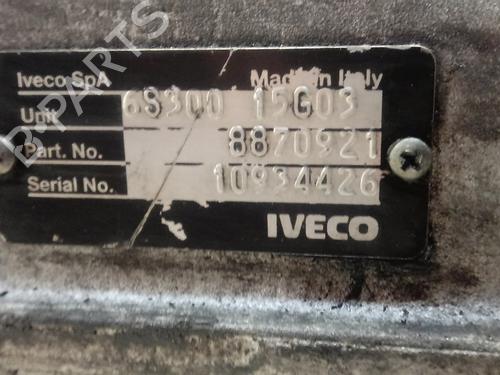 B-PARTS
Iveco SpA Made in Italy
Unit 6S300 15G03
Part. No. 8870921
Serial No. 10934426
IVECO